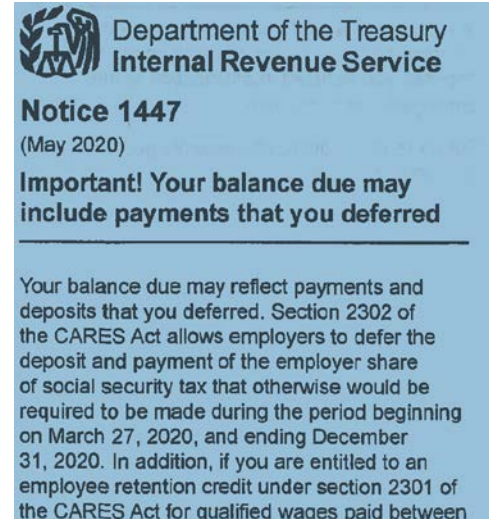 Department of the Treasury
Internal Revenue Service
Notice 1447
(May 2020)
Important! Your balance due may
include payments that you deferred
Your balance due may reflect payments and
deposits that you deferred. Section 2302 of
the CARES Act allows employers to defer the
deposit and payment of the employer share
of social security tax that otherwise would be
required to be made during the period beginning
on March 27, 2020, and ending December
31, 2020. In addition, if you are entitled to an
employee retention credit under section 2301 of
the CARES Act for qualified wages paid between